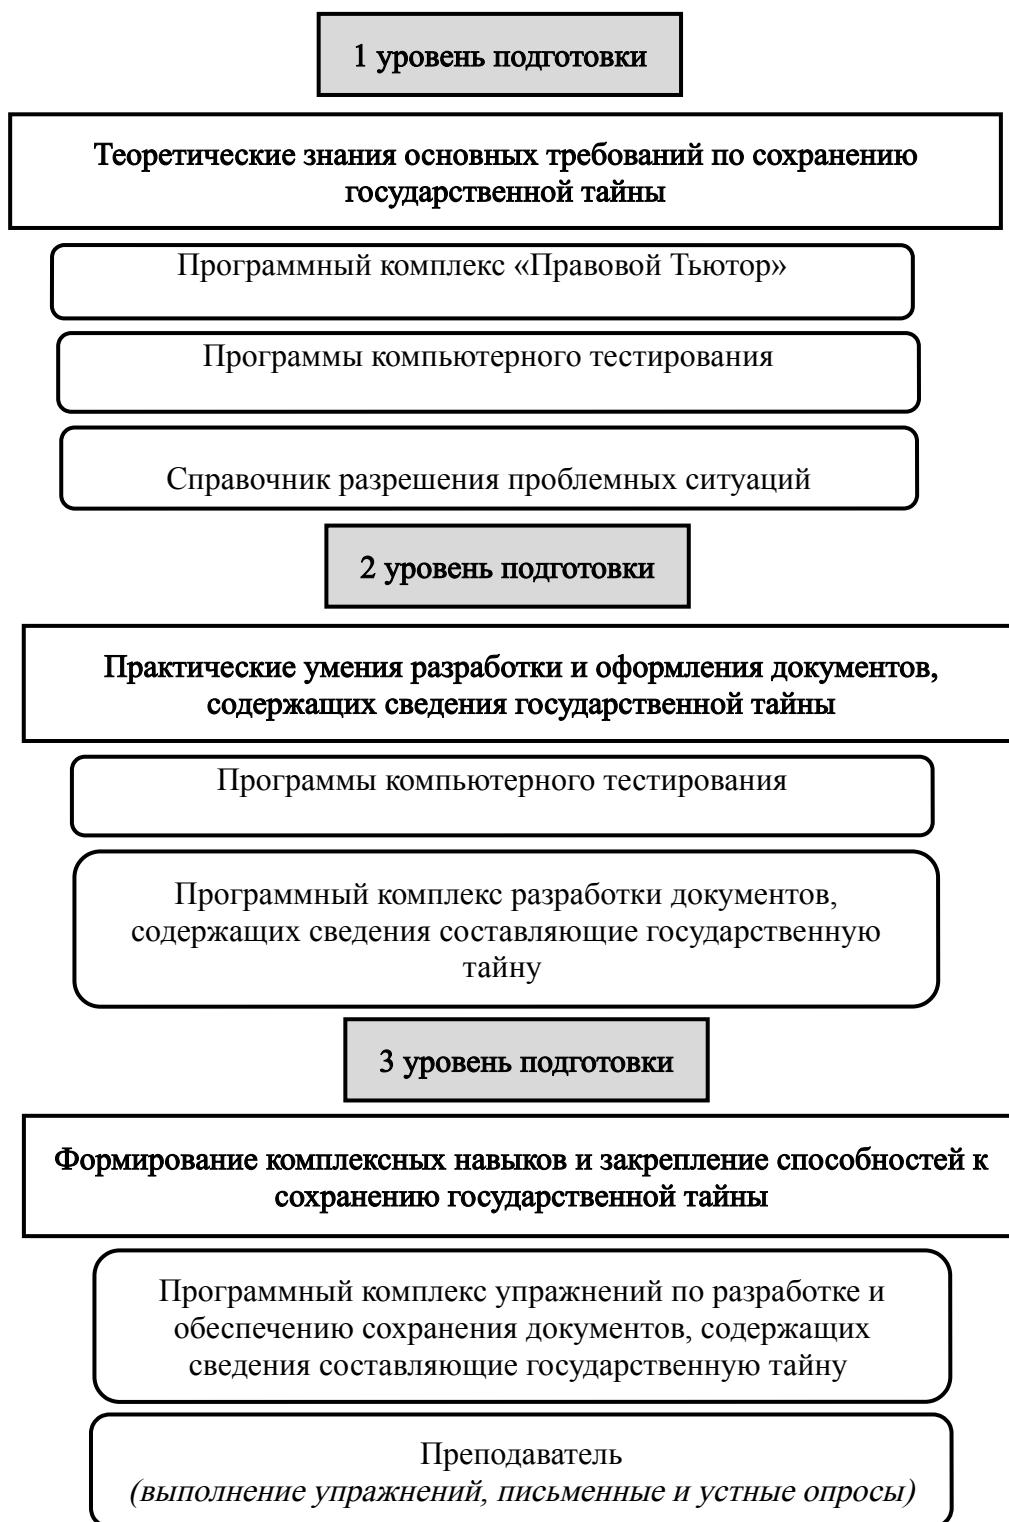 1 уровень подготовки
Теоретические знания основных требований по сохранению
государственной тайны
Программный комплекс «Правовой Тьютор»
Программы компьютерного тестирования
Справочник разрешения проблемных ситуаций
2 уровень подготовки
Практические умения разработки и оформления документов,
содержащих сведения государственной тайны
Программы компьютерного тестирования
Программный комплекс разработки документов,
содержащих сведения составляющие государственную
тайну
3 уровень подготовки
Формирование комплексных навыков и закрепление способностей к
сохранению государственной тайны
Программный комплекс упражнений по разработке и
обеспечению сохранения документов, содержащих
сведения составляющие государственную тайну
Преподаватель
(выполнение упражнений, письменные и устные опросы)